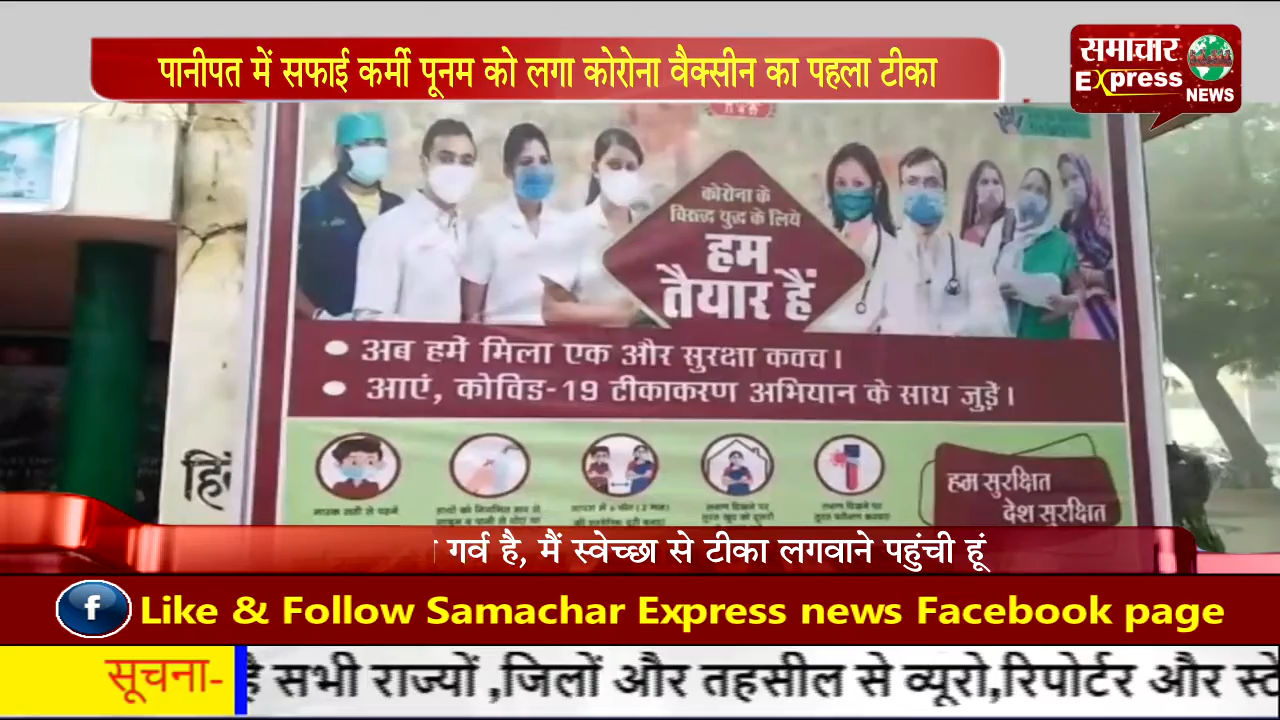 पानीपत में सफाई कर्मी पूनम को लगा कोरोना वैक्सीन का पहला टीका
समाचार
Express
NEWS
कोरोना के
विरुद्ध युद्ध के लिये
हम
तैयार हैं
• अब हमें मिला एक और सुरक्षा कवच।
• आएं, कोविड-19 टीकाकरण अभियान के साथ जुड़ें।
मास्क सही से पहनें
हम सुरक्षित
देश सुरक्षित
गर्व है, मैं स्वेच्छा से टीका लगवाने पहुंची हूं
f Like & Follow Samachar Express news Facebook page
सूचना- है सभी राज्यों ,जिलों और तहसील से ब्यूरो,रिपोर्टर और स्टे